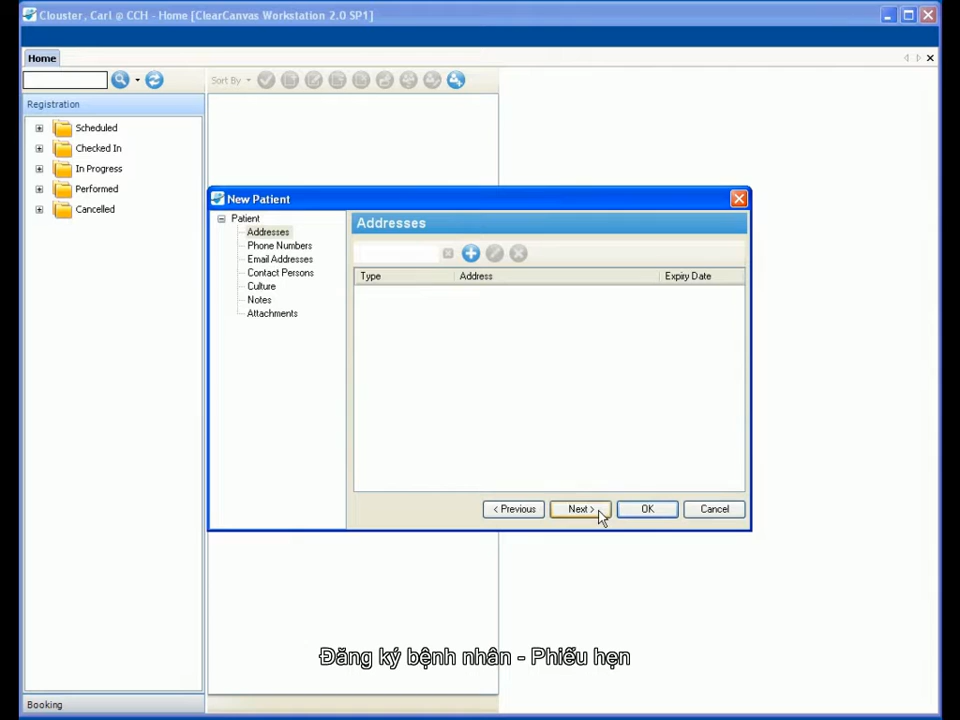 Clouster, Carl @ CCH - Home [ClearCanvas Workstation 2.0 SP1]
Home
Sort By
Registration
Scheduled
Checked In
In Progress
Performed
Cancelled
New Patient
Patient
Addresses
Phone Numbers
Email Addresses
Contact Persons
Culture
Notes
Attachments
Addresses
Type Address Expiry Date
< Previous Next > OK Cancel
Đăng ký bệnh nhân - Phiếu hẹn
Booking